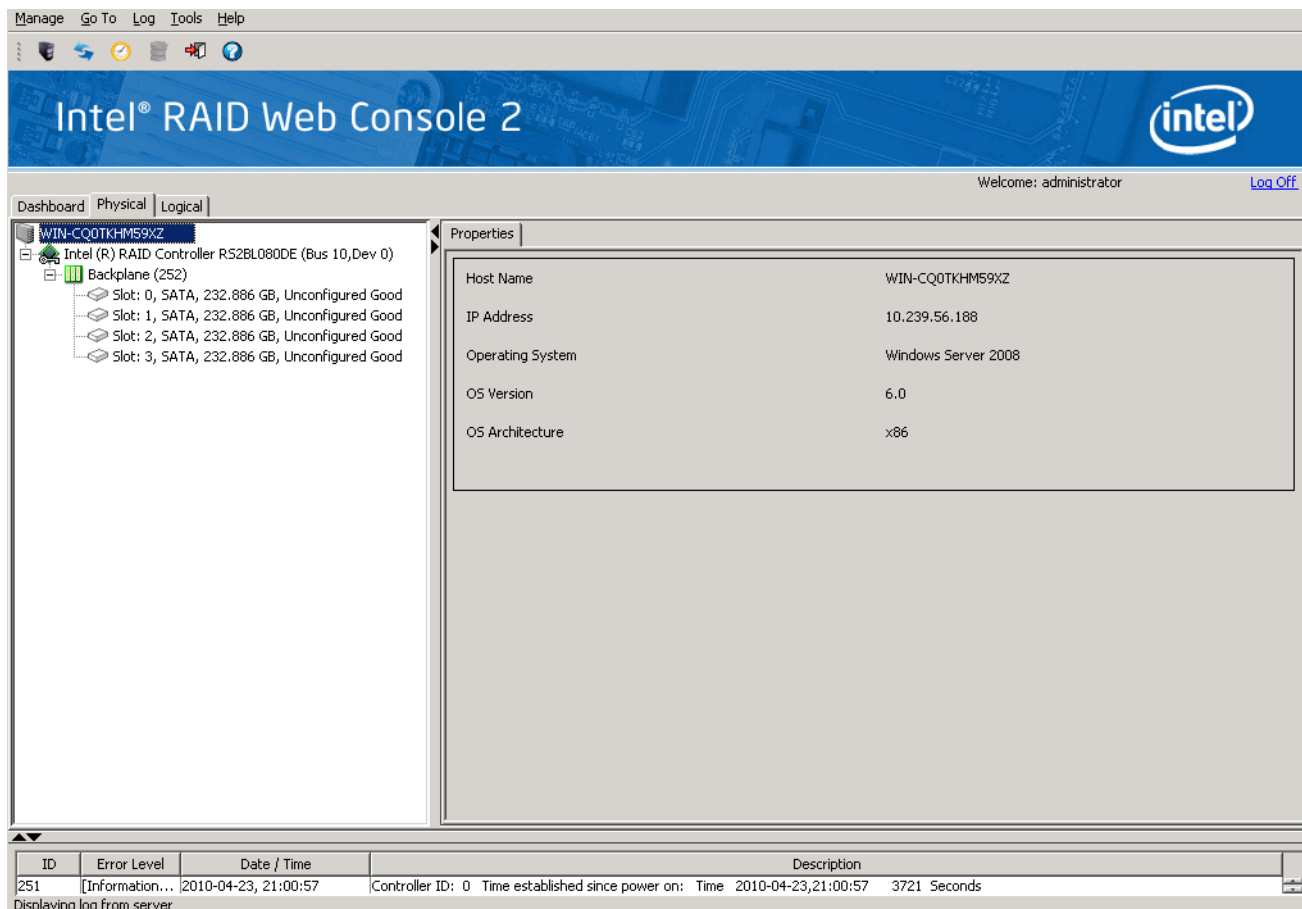 Manage Go To Log Tools Help
Intel® RAID Web Console 2
intel
Welcome: administrator Log Off
Dashboard Physical Logical
WIN-CQ0TKHM59XZ
Intel (R) RAID Controller RS2BL080DE (Bus 10,Dev 0)
Backplane (252)
Slot: 0, SATA, 232.886 GB, Unconfigured Good
Slot: 1, SATA, 232.886 GB, Unconfigured Good
Slot: 2, SATA, 232.886 GB, Unconfigured Good
Slot: 3, SATA, 232.886 GB, Unconfigured Good
Properties
Host Name WIN-CQ0TKHM59XZ
IP Address 10.239.56.188
Operating System Windows Server 2008
OS Version 6.0
OS Architecture x86
ID Error Level Date / Time Description
251 [Information... 2010-04-23, 21:00:57 Controller ID: 0 Time established since power on: Time 2010-04-23,21:00:57 3721 Seconds
Displaying log from server